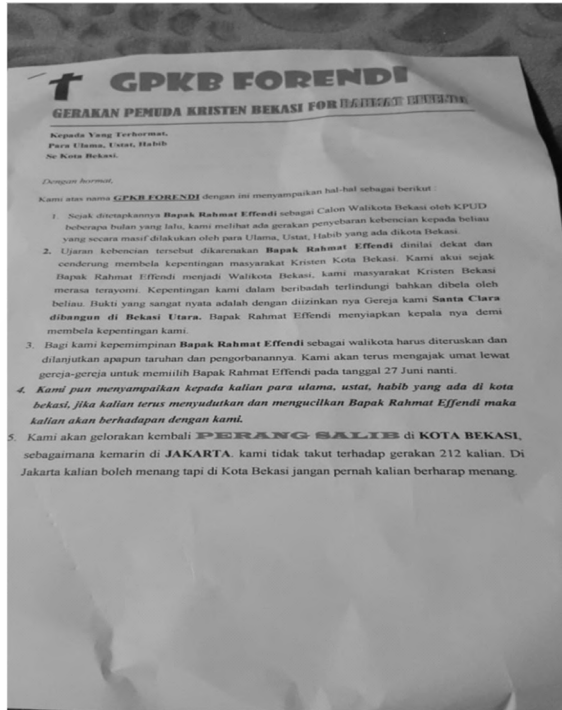 GPKB FORENDI
GERAKAN PEMUDA KRISTEN BEKASI FOR RAHMAT EFFENDI
Kepada Yang Terhormat,
Para Ulama, Ustat, Habib
Se Kota Bekasi.
Dengan hormat,
Kami atas nama GPKB FORENDI dengan ini menyampaikan hal-hal sebagai berikut :
1. Sejak ditetapkannya Bapak Rahmat Effendi sebagai Calon Walikota Bekasi oleh KPUD
beberapa bulan yang lalu, kami melihat ada gerakan penyebaran kebencian kepada beliau
yang secara masif dilakukan oleh para Ulama, Ustat, Habib yang ada dikota Bekasi.
2. Ujaran kebencian tersebut dikarenakan Bapak Rahmat Effendi dinilai dekat dan
cenderung membela kepentingan masyarakat Kristen Kota Bekasi. Kami akui sejak
Bapak Rahmat Effendi menjadi Walikota Bekasi, kami masyarakat Kristen Bekasi
merasa terayomi. Kepentingan kami dalam beribadah terlindungi bahkan dibela oleh
beliau. Bukti yang sangat nyata adalah dengan diizinkan nya Gereja kami Santa Clara
dibangun di Bekasi Utara. Bapak Rahmat Effendi menyiapkan kepala nya demi
membela kepentingan kami.
3. Bagi kami kepemimpinan Bapak Rahmat Effendi sebagai walikota harus diteruskan dan
dilanjutkan apapun taruhan dan pengorbanannya. Kami akan terus mengajak umat lewat
gereja-gereja untuk memiilih Bapak Rahmat Effendi pada tanggal 27 Juni nanti.
4. Kami pun menyampaikan kepada kalian para ulama, ustat, habib yang ada di kota
bekasi, jika kalian terus menyudutkan dan mengucilkan Bapak Rahmat Effendi maka
kalian akan berhadapan dengan kami.
5. Kami akan gelorakan kembali PERANG SALIB di KOTA BEKASI,
sebagaimana kemarin di JAKARTA. kami tidak takut terhadap gerakan 212 kalian. Di
Jakarta kalian boleh menang tapi di Kota Bekasi jangan pernah kalian berharap menang.